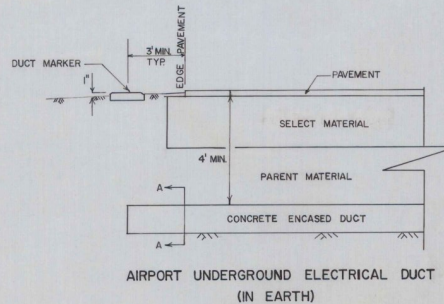 3' MIN.
TYP.
EDGE PAVEMENT
DUCT MARKER
PAVEMENT
1"
SELECT MATERIAL
4' MIN.
PARENT MATERIAL
A
CONCRETE ENCASED DUCT
A
AIRPORT UNDERGROUND ELECTRICAL DUCT
(IN EARTH)